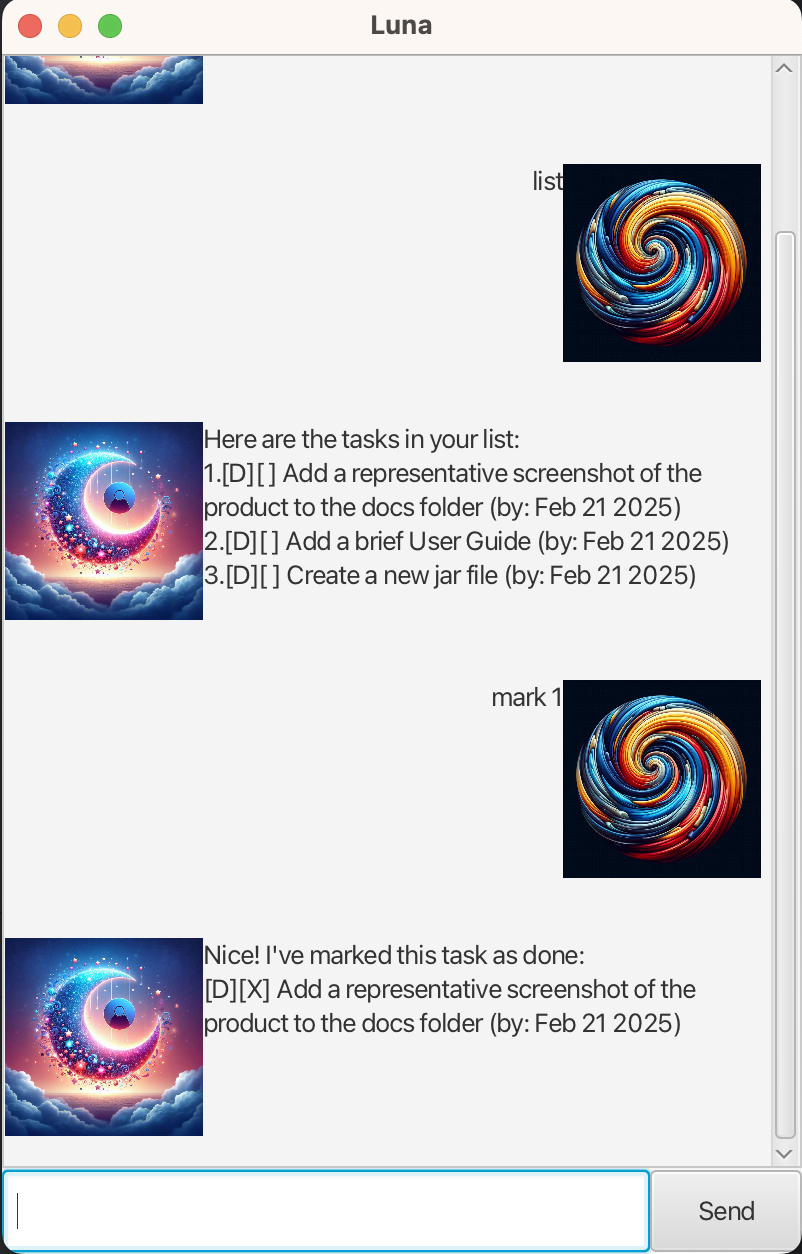 Luna
list
Here are the tasks in your list:
1.[D][ ] Add a representative screenshot of the
product to the docs folder (by: Feb 21 2025)
2.[D][ ] Add a brief User Guide (by: Feb 21 2025)
3.[D][ ] Create a new jar file (by: Feb 21 2025)
mark 1
Nice! I've marked this task as done:
[D][X] Add a representative screenshot of the
product to the docs folder (by: Feb 21 2025)
Send